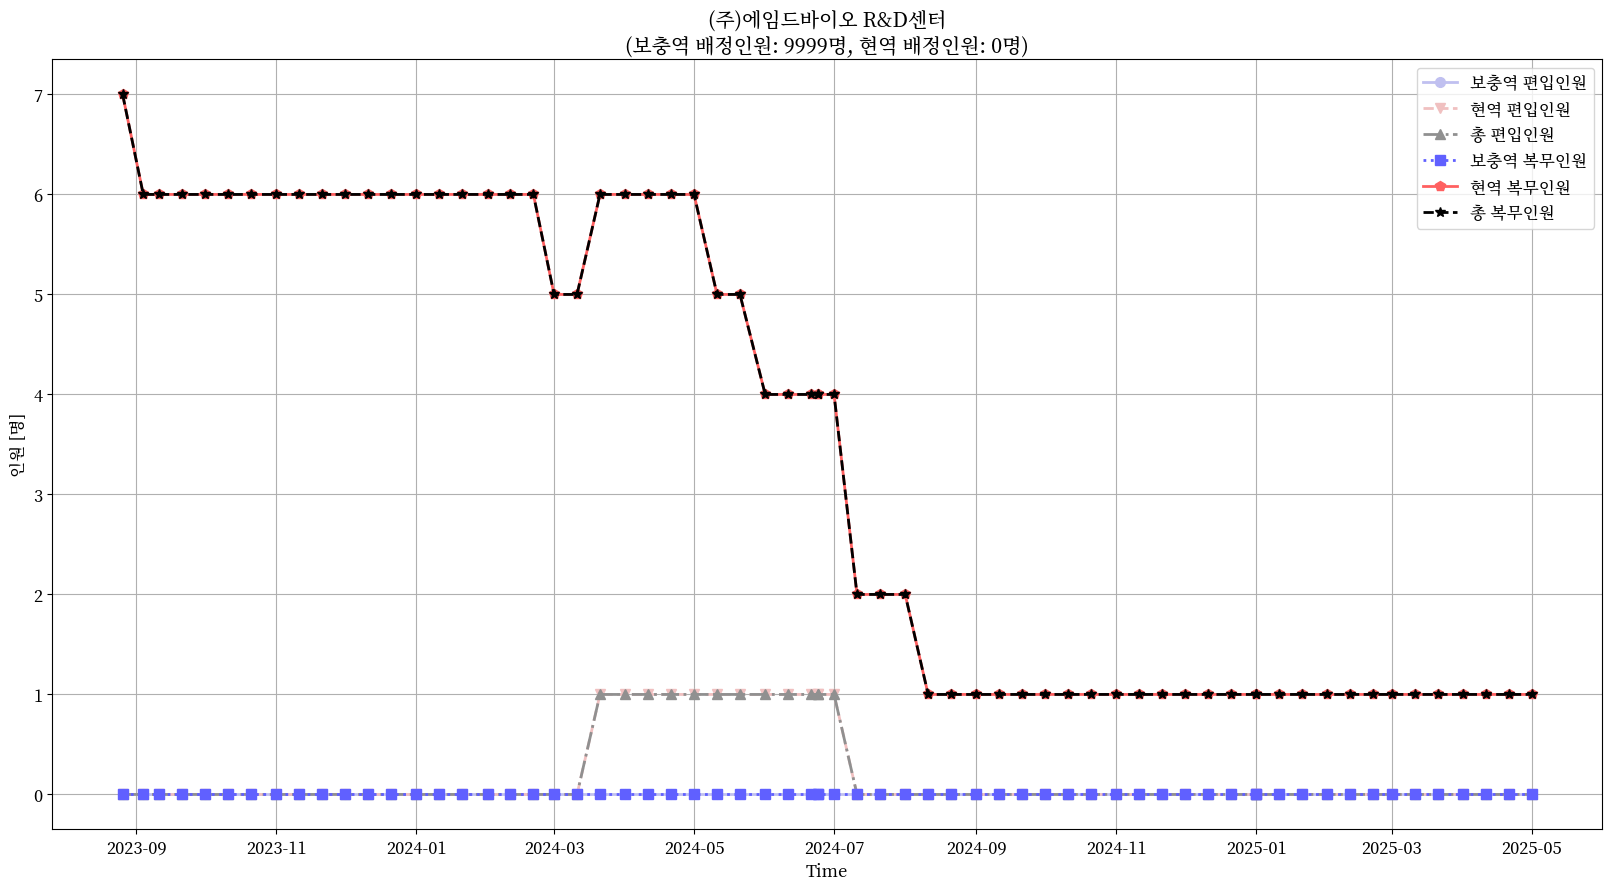 (주)에임드바이오 R&D센터
(보충역 배정인원: 9999명, 현역 배정인원: 0명)
보충역 편입인원
현역 편입인원
총 편입인원
보충역 복무인원
현역 복무인원
총 복무인원
인원 [명]
7
6
5
4
3
2
1
0
2023-09
2023-11
2024-01
2024-03
2024-05
2024-07
2024-09
2024-11
2025-01
2025-03
2025-05
Time